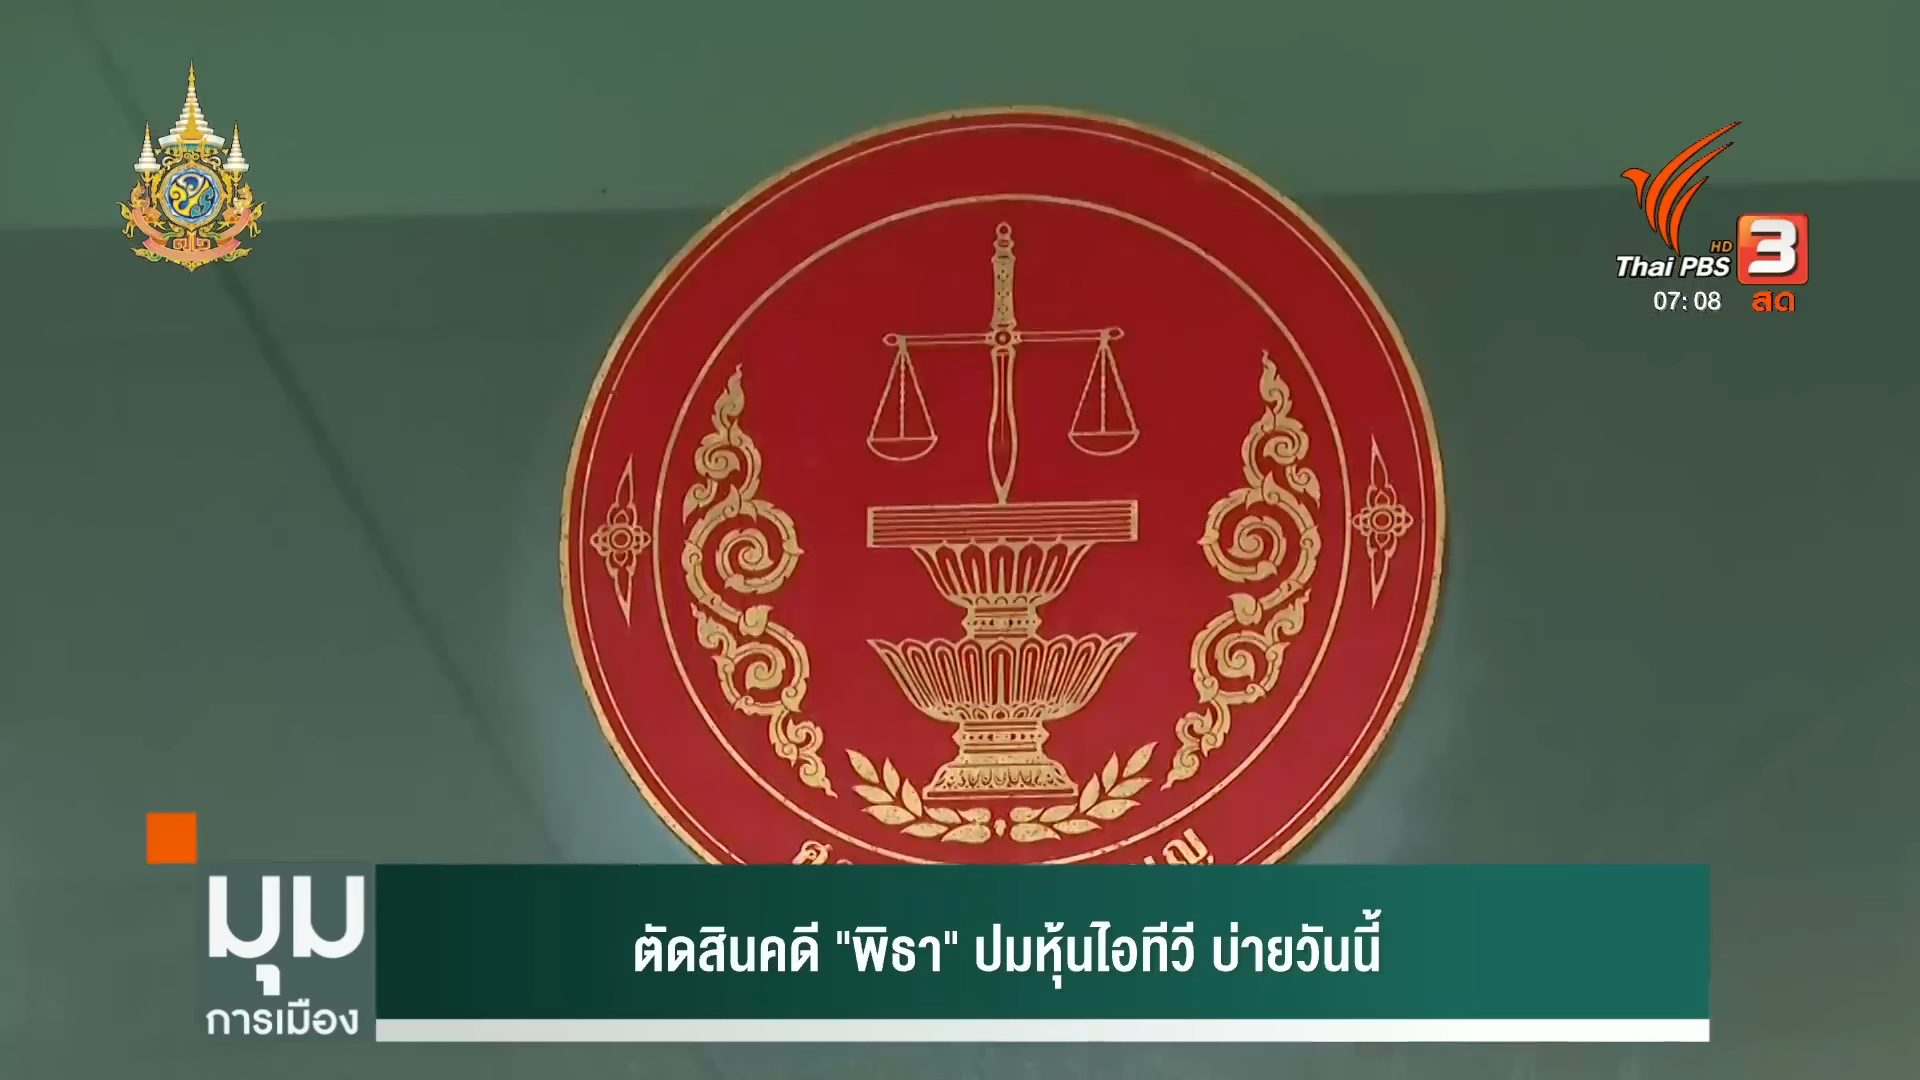 ๗๒
HD
Thai PBS 3
07:08 สด
มุม
การเมือง
ตัดสินคดี "พิธา" ปมหุ้นไอทีวี บ่ายวันนี้